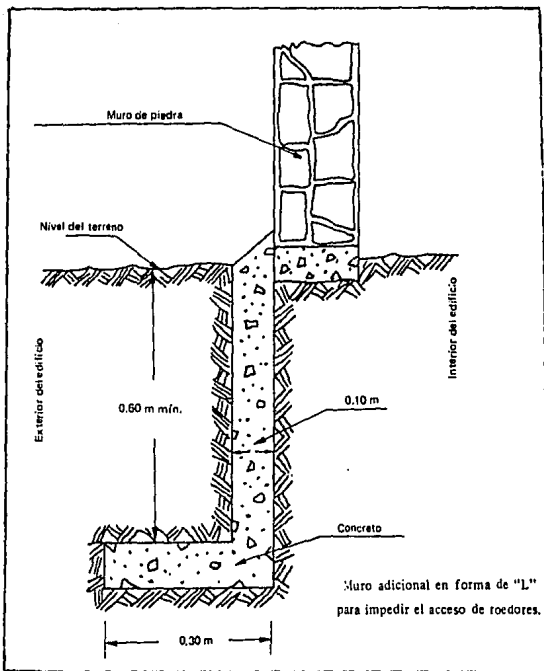 Muro de piedra
Nivel del terreno
Exterior del edificio
Interior del edificio
0.60 m mín.
0.10 m
Concreto
Muro adicional en forma de "L"
para impedir el acceso de roedores.
0,30 m